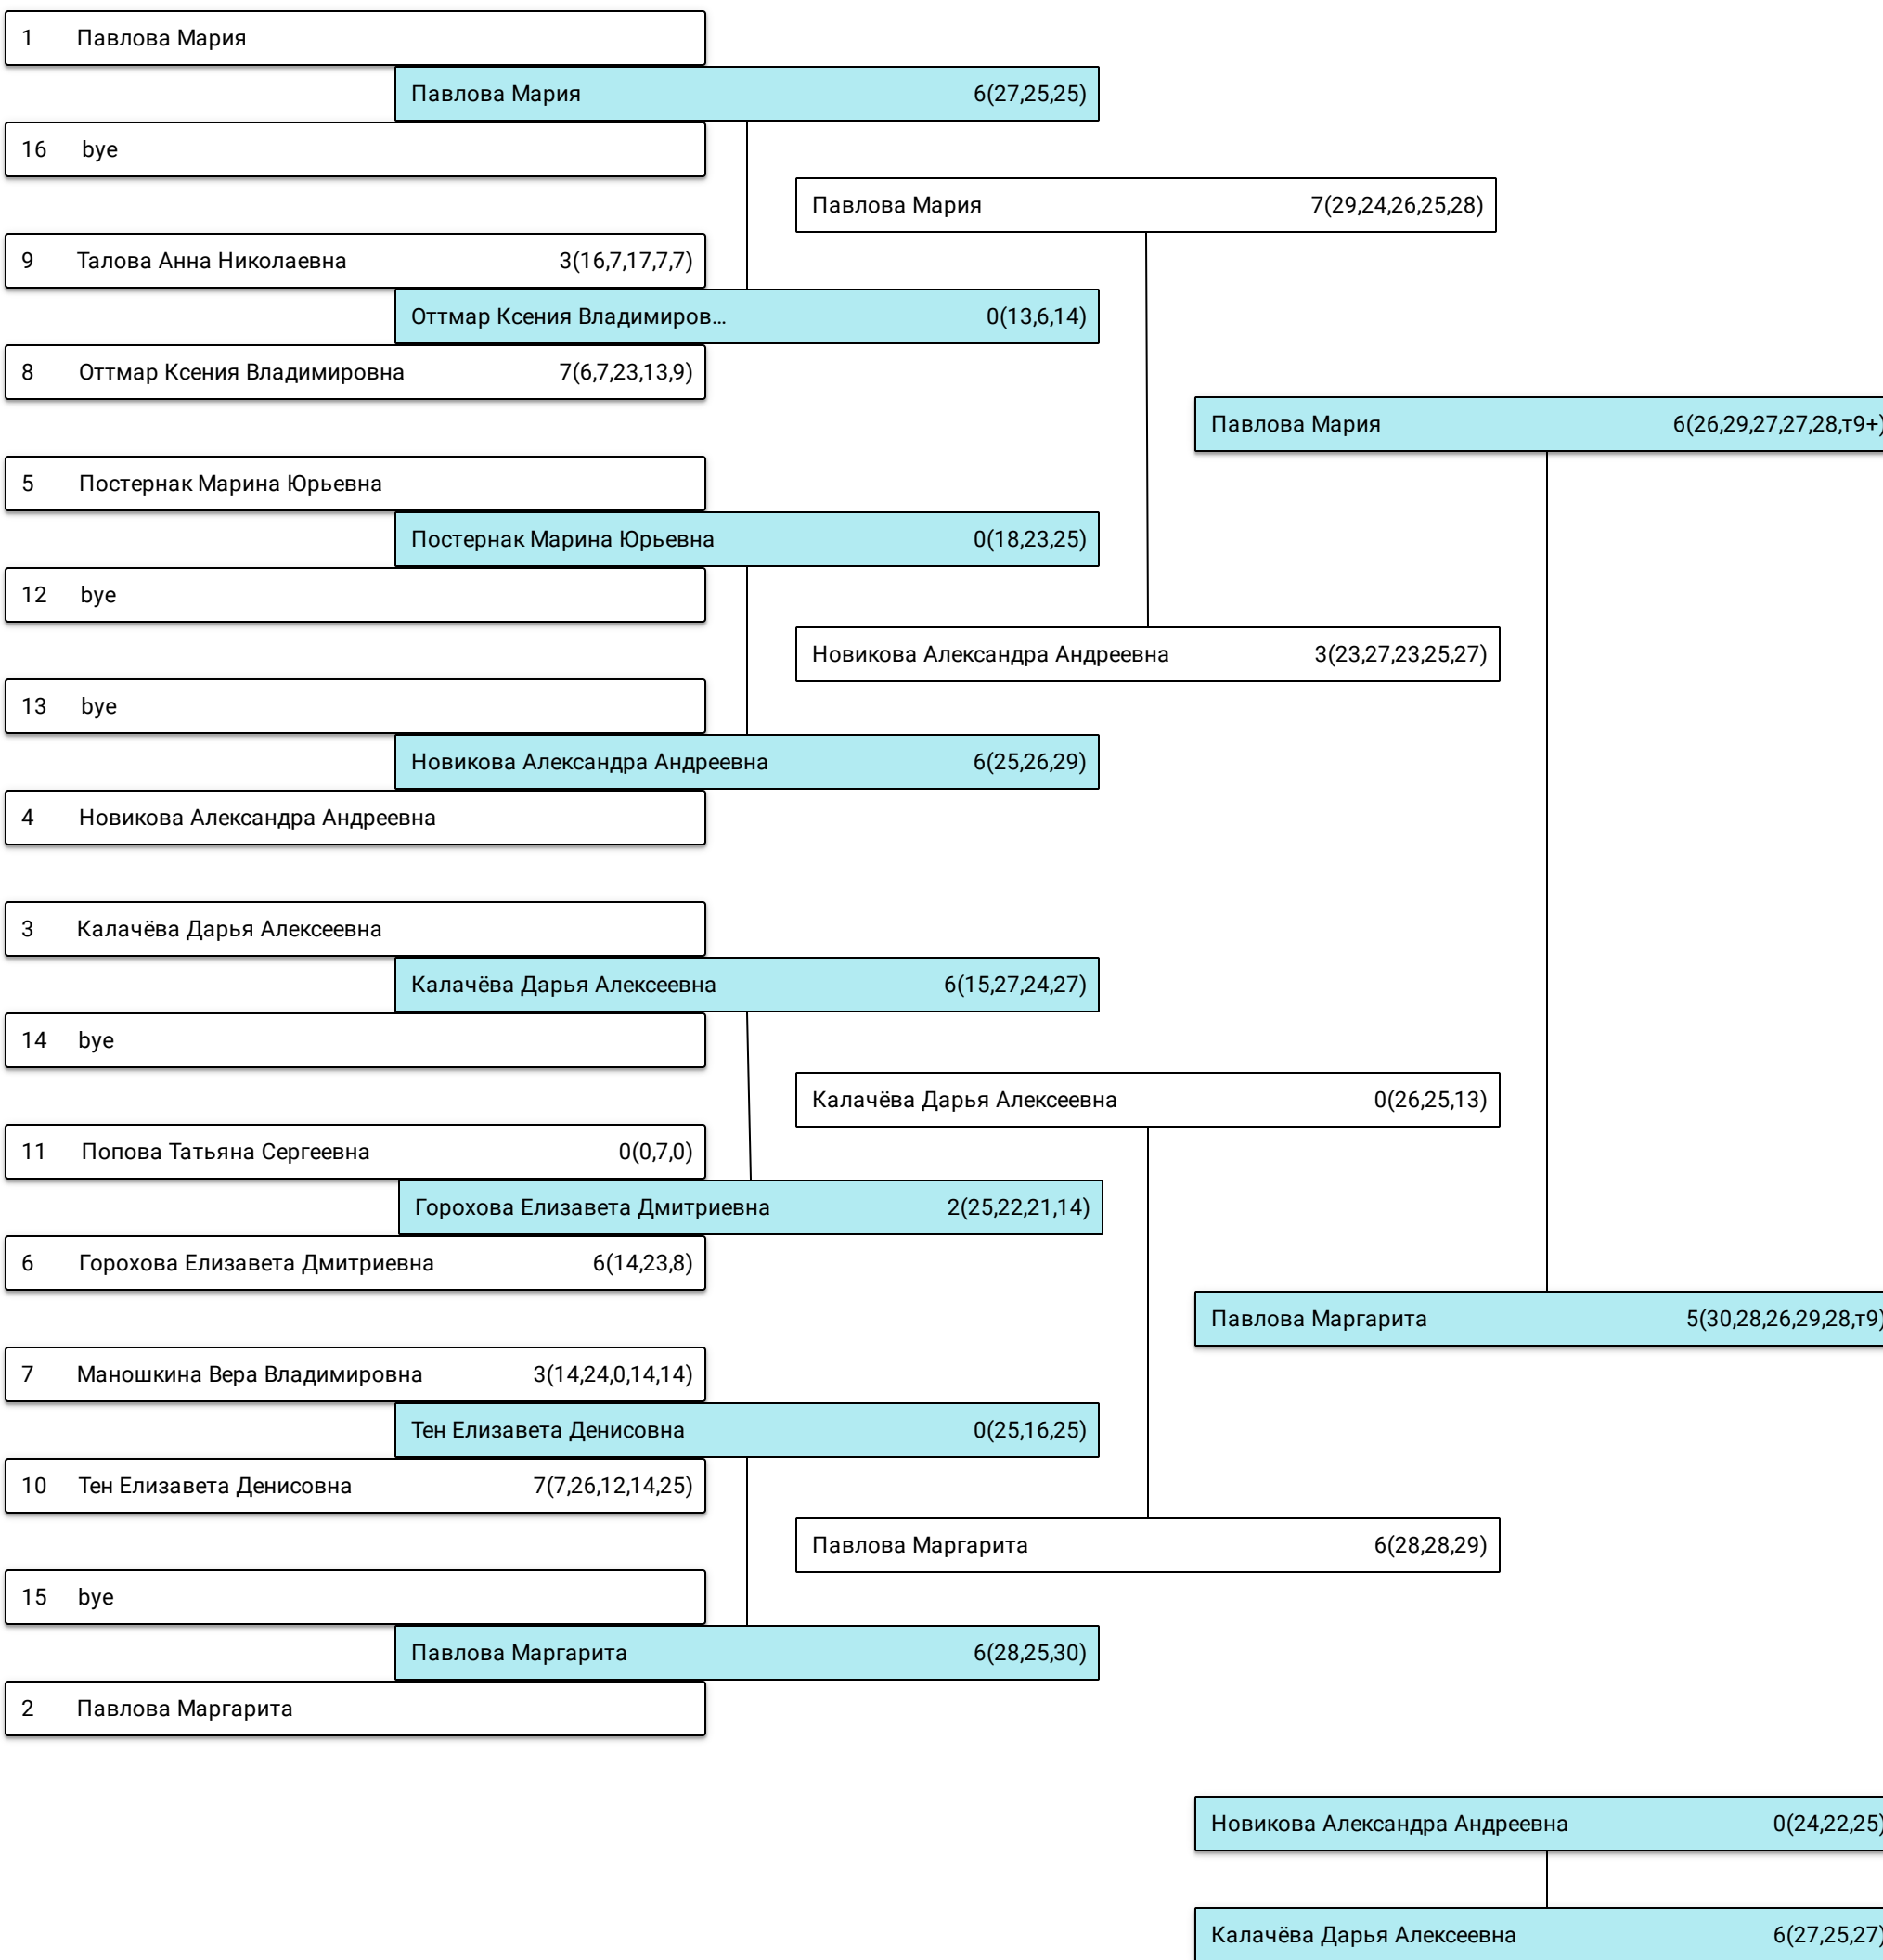 1 Павлова Мария
Павлова Мария 6(27,25,25)
16 bye
Павлова Мария 7(29,24,26,25,28)
9 Талова Анна Николаевна 3(16,7,17,7,7)
Оттмар Ксения Владимиров... 0(13,6,14)
8 Оттмар Ксения Владимировна 7(6,7,23,13,9)
Павлова Мария 6(26,29,27,27,28,т9+)
5 Постернак Марина Юрьевна
Постернак Марина Юрьевна 0(18,23,25)
12 bye
Новикова Александра Андреевна 3(23,27,23,25,27)
13 bye
Новикова Александра Андреевна 6(25,26,29)
4 Новикова Александра Андреевна
3 Калачёва Дарья Алексеевна
Калачёва Дарья Алексеевна 6(15,27,24,27)
14 bye
Калачёва Дарья Алексеевна 0(26,25,13)
11 Попова Татьяна Сергеевна 0(0,7,0)
Горохова Елизавета Дмитриевна 2(25,22,21,14)
6 Горохова Елизавета Дмитриевна 6(14,23,8)
Павлова Маргарита 5(30,28,26,29,28,т9)
7 Маношкина Вера Владимировна 3(14,24,0,14,14)
Тен Елизавета Денисовна 0(25,16,25)
10 Тен Елизавета Денисовна 7(7,26,12,14,25)
Павлова Маргарита 6(28,28,29)
15 bye
Павлова Маргарита 6(28,25,30)
2 Павлова Маргарита
Новикова Александра Андреевна 0(24,22,25)
Калачёва Дарья Алексеевна 6(27,25,27)